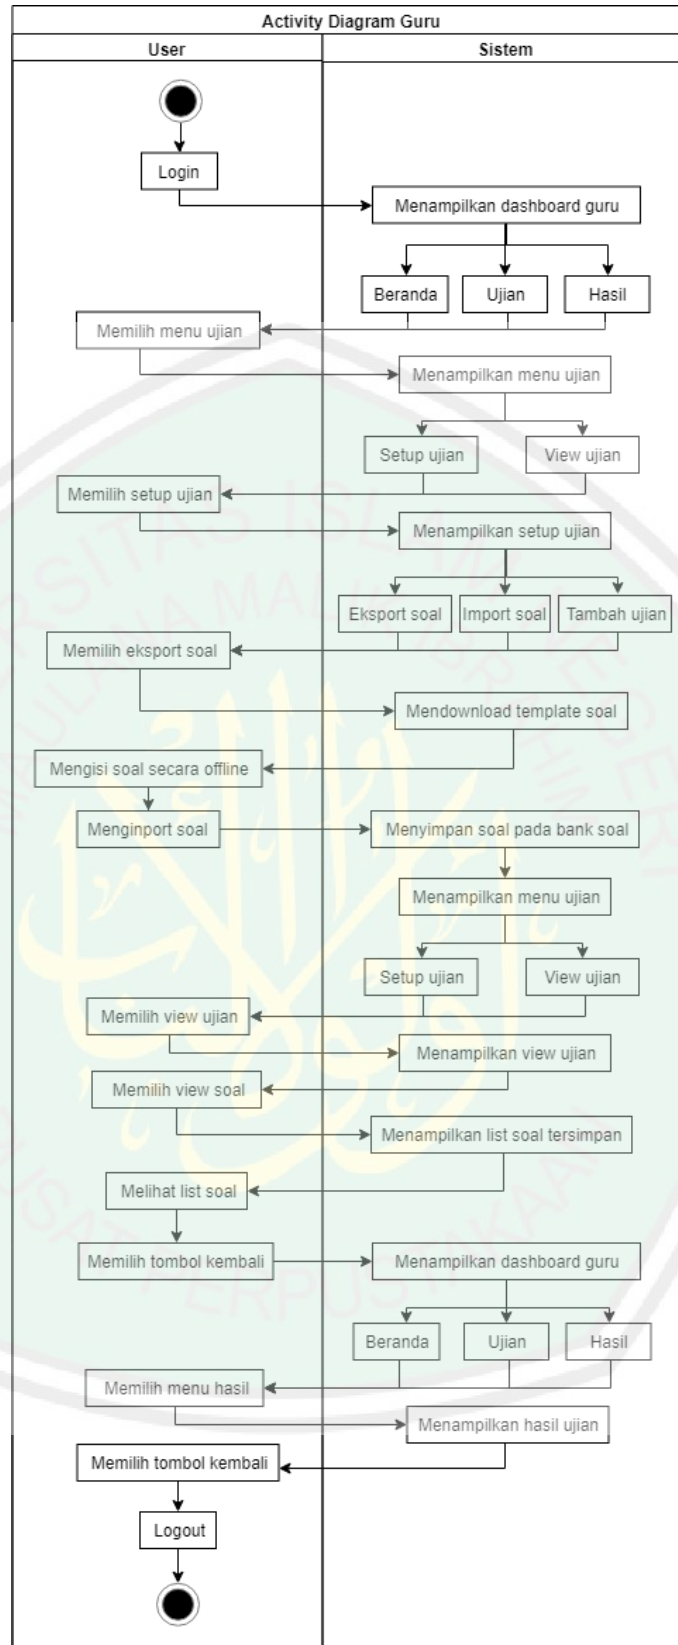 Activity Diagram Guru
User
Sistem
Login
Menampilkan dashboard guru
Beranda
Ujian
Hasil
Memilih menu ujian
Menampilkan menu ujian
Setup ujian
View ujian
Memilih setup ujian
Menampilkan setup ujian
Eksport soal
Import soal
Tambah ujian
Memilih eksport soal
Mendownload template soal
Mengisi soal secara offline
Menginport soal
Menyimpan soal pada bank soal
Menampilkan menu ujian
Setup ujian
View ujian
Memilih view ujian
Menampilkan view ujian
Memilih view soal
Menampilkan list soal tersimpan
Melihat list soal
Memilih tombol kembali
Menampilkan dashboard guru
Beranda
Ujian
Hasil
Memilih menu hasil
Menampilkan hasil ujian
Memilih tombol kembali
Logout
PUSAT PERPUSTAKAAN